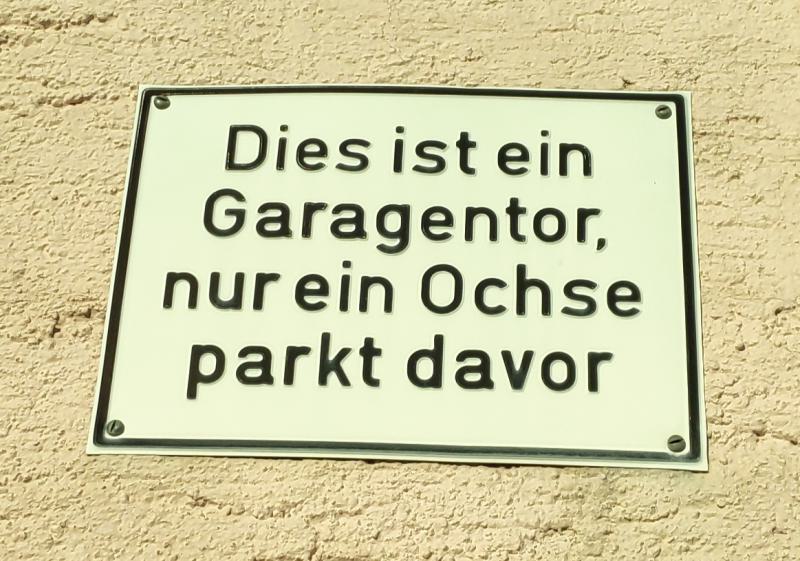 Dies ist ein
Garagentor,
nur ein Ochse
parkt davor